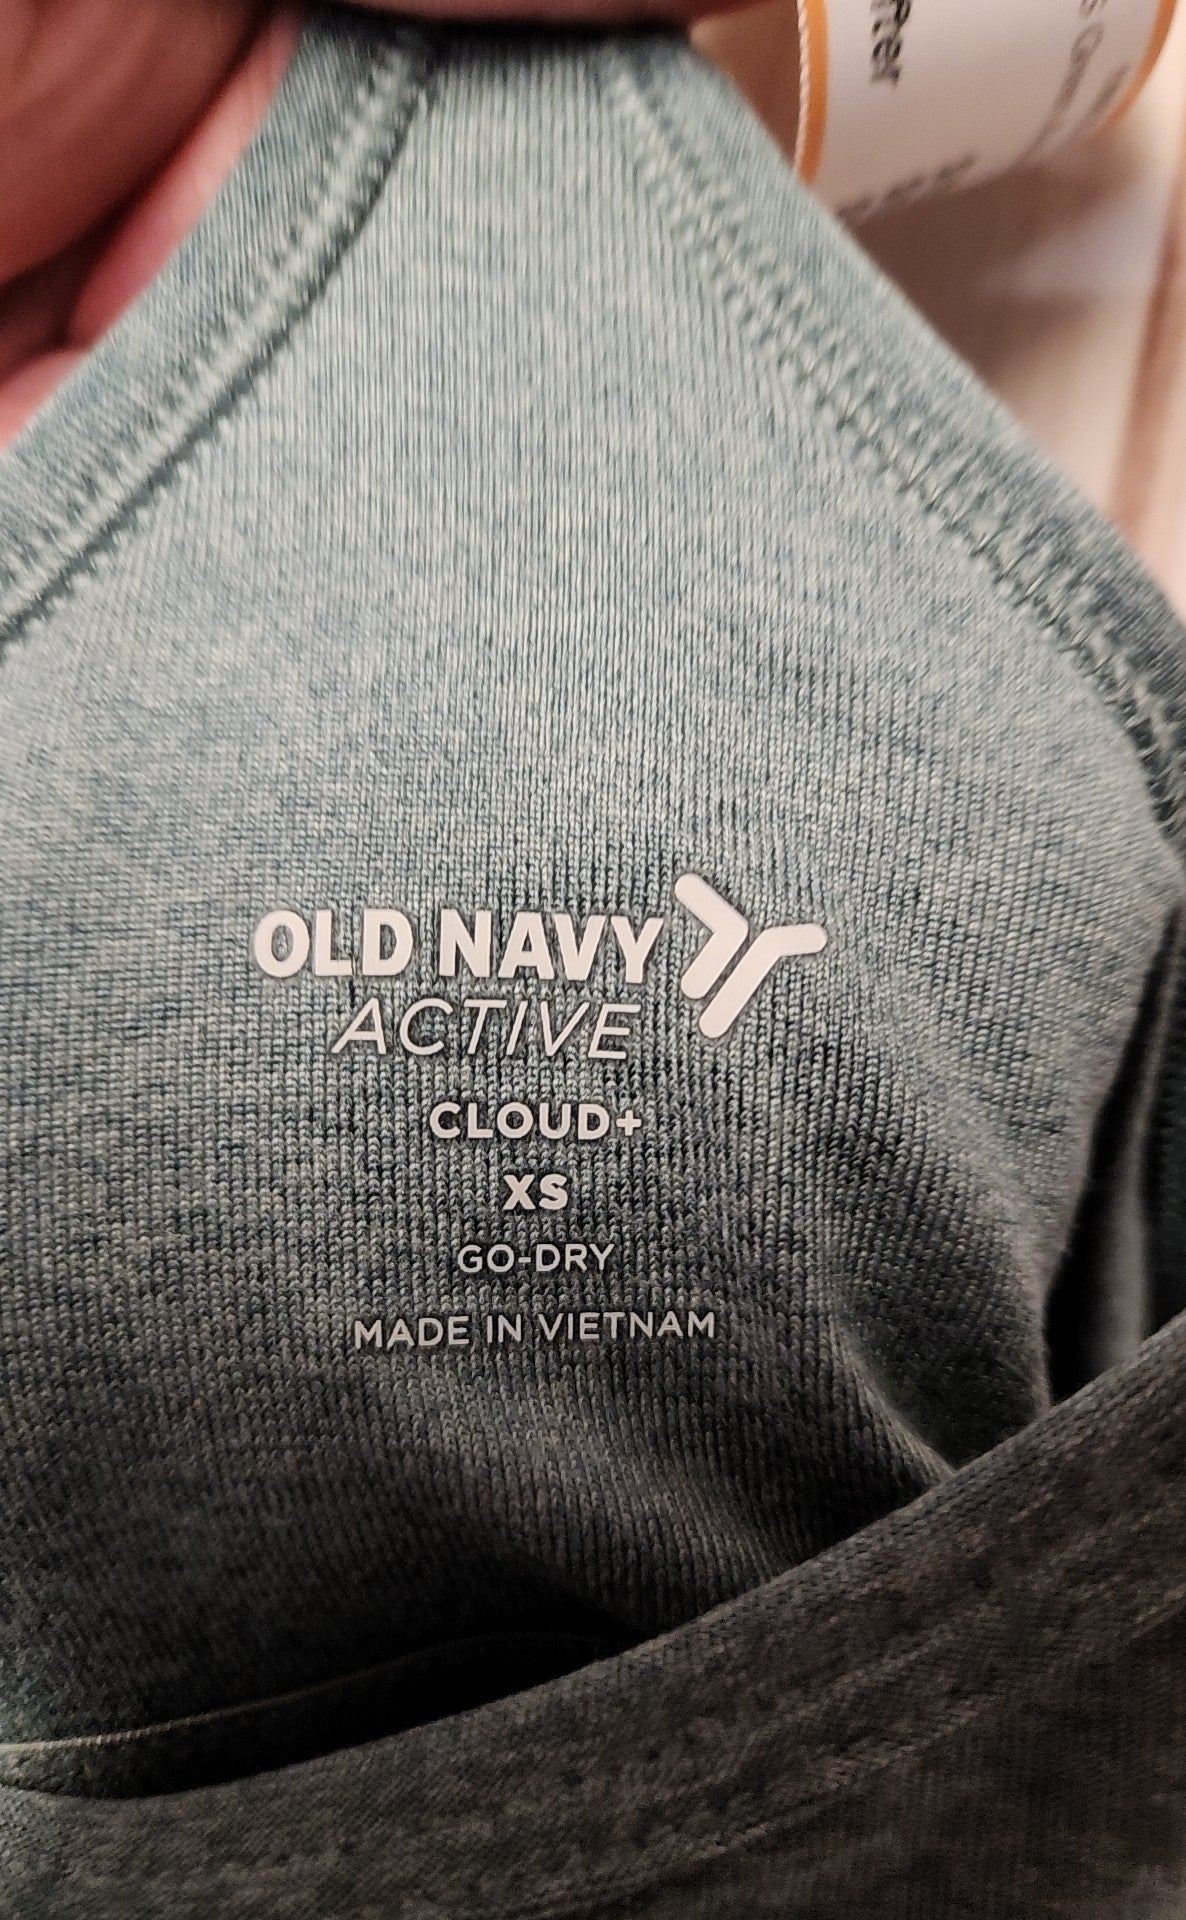 OLD NAVY
ACTIVE
CLOUD+
XS
GO-DRY
MADE IN VIETNAM